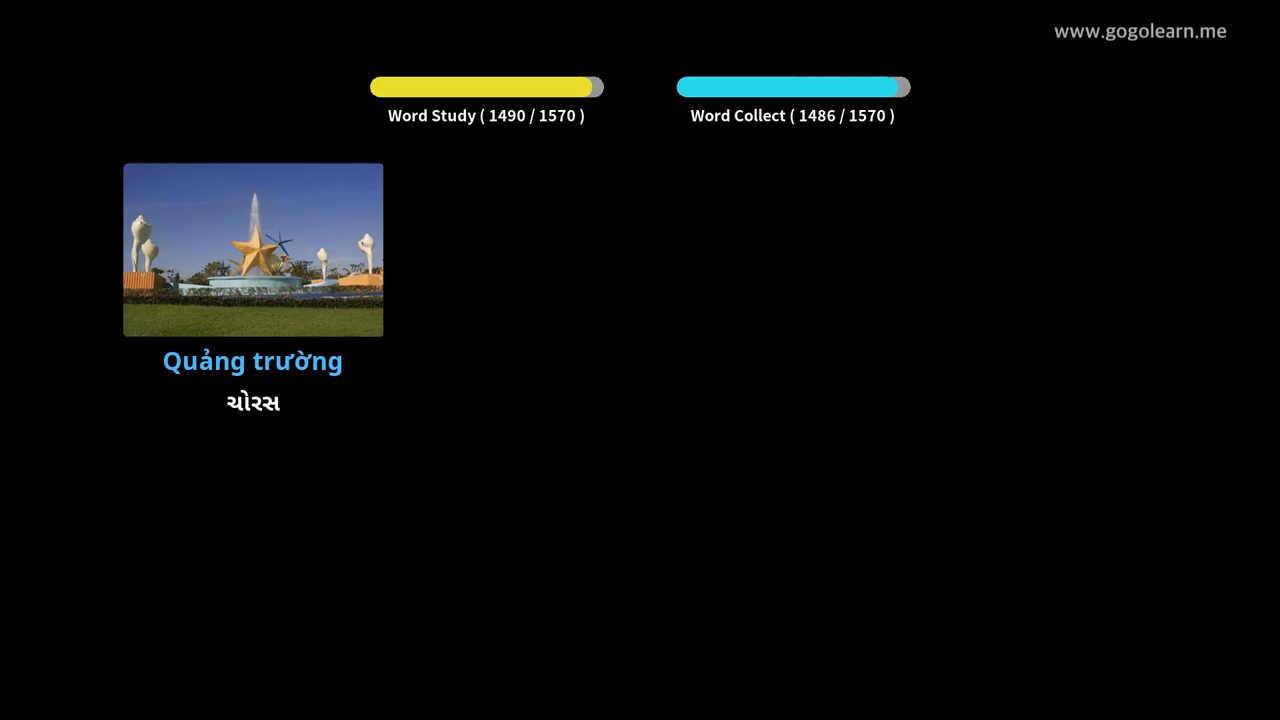 www.gogolearn.me
Word Study ( 1490 / 1570 )
Word Collect ( 1486 / 1570 )
Quảng trường
ચોરસ